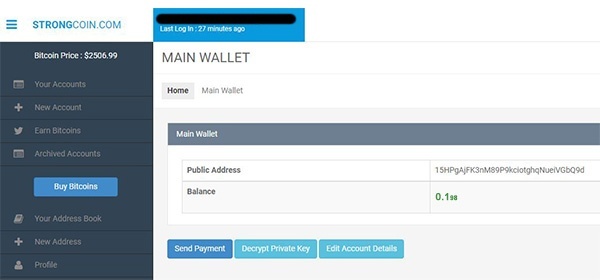 STRONGCOIN.COM
Last Log In : 27 minutes ago
Bitcoin Price : $2506.99
MAIN WALLET
Your Accounts
Home Main Wallet
New Account
Earn Bitcoins
Main Wallet
Archived Accounts
Public Address 15HPgAjFK3nM89P9kciotghqNueiVGbQ9d
Buy Bitcoins
Balance 0.198
Your Address Book
New Address
Send Payment Decrypt Private Key Edit Account Details
Profile